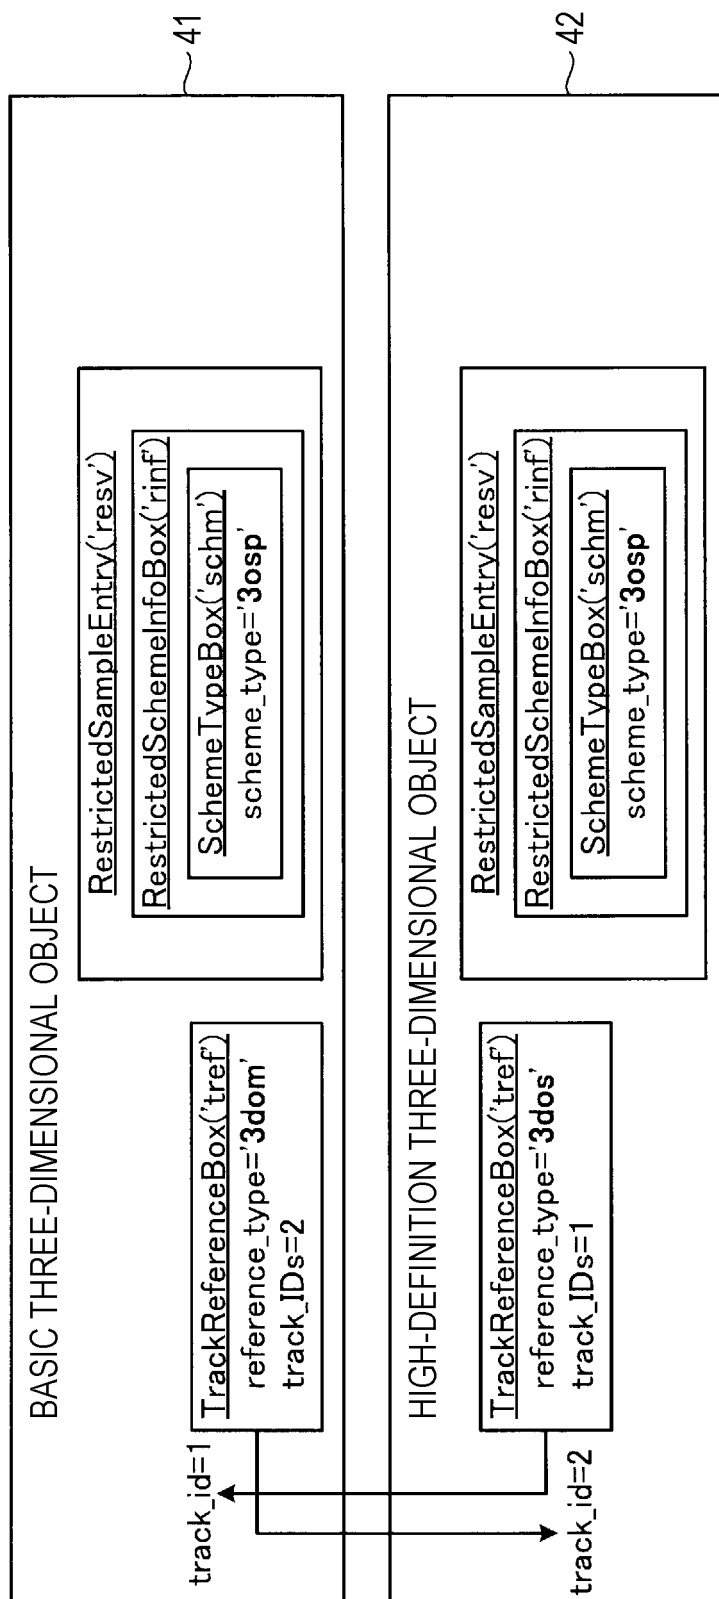 BASIC THREE-DIMENSIONAL OBJECT
41
track_id=1
TrackReferenceBox('tref')
reference_type='3dom'
track_IDs=2
RestrictedSampleEntry('resv')
RestrictedSchemeInfoBox('rinf')
SchemeTypeBox('schm')
scheme_type='3osp'
HIGH-DEFINITION THREE-DIMENSIONAL OBJECT
42
track_id=2
TrackReferenceBox('tref')
reference_type='3dos'
track_IDs=1
RestrictedSampleEntry('resv')
RestrictedSchemeInfoBox('rinf')
SchemeTypeBox('schm')
scheme_type='3osp'